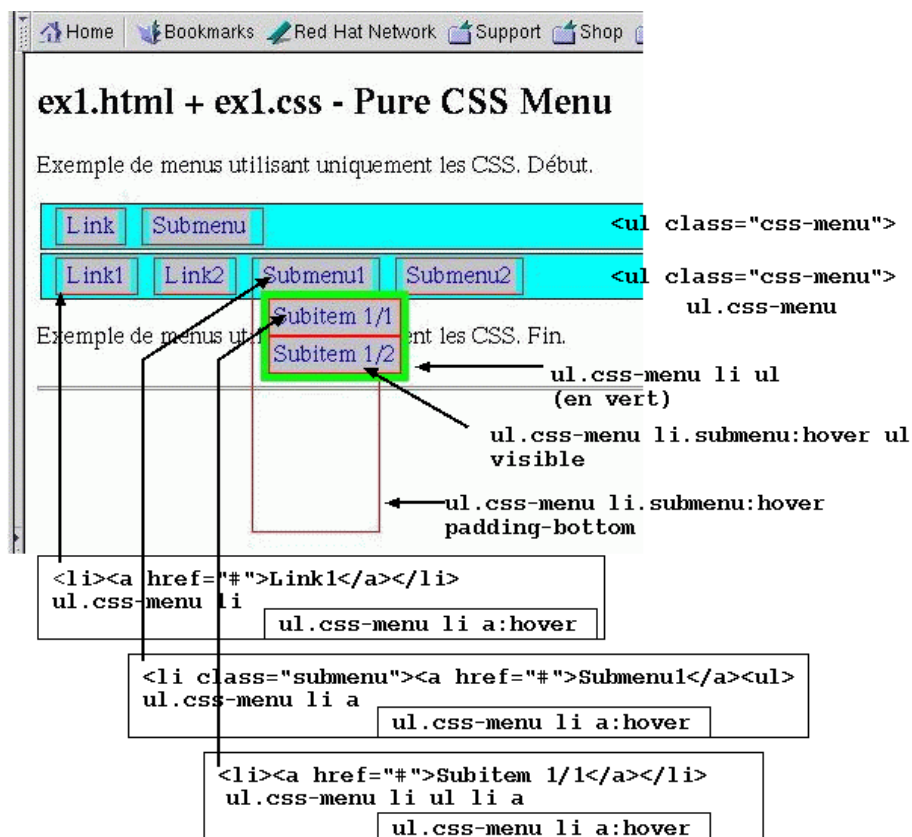 Home Bookmarks Red Hat Network Support Shop
ex1.html + ex1.css - Pure CSS Menu
Exemple de menus utilisant uniquement les CSS. Début.
Link Submenu <ul class="css-menu">
Link1 Link2 Submenu1 Submenu2 <ul class="css-menu">
ul.css-menu
Subitem 1/1
Exemple de menus ut ent les CSS. Fin.
Subitem 1/2
ul.css-menu li ul
(en vert)
ul.css-menu li.submenu:hover ul
visible
ul.css-menu li.submenu:hover
padding-bottom
<li><a href="#">Link1</a></li>
ul.css-menu li
ul.css-menu li a:hover
<li class="submenu"><a href="#">Submenu1</a><ul>
ul.css-menu li a
ul.css-menu li a:hover
<li><a href="#">Subitem 1/1</a></li>
ul.css-menu li ul li a
ul.css-menu li a:hover